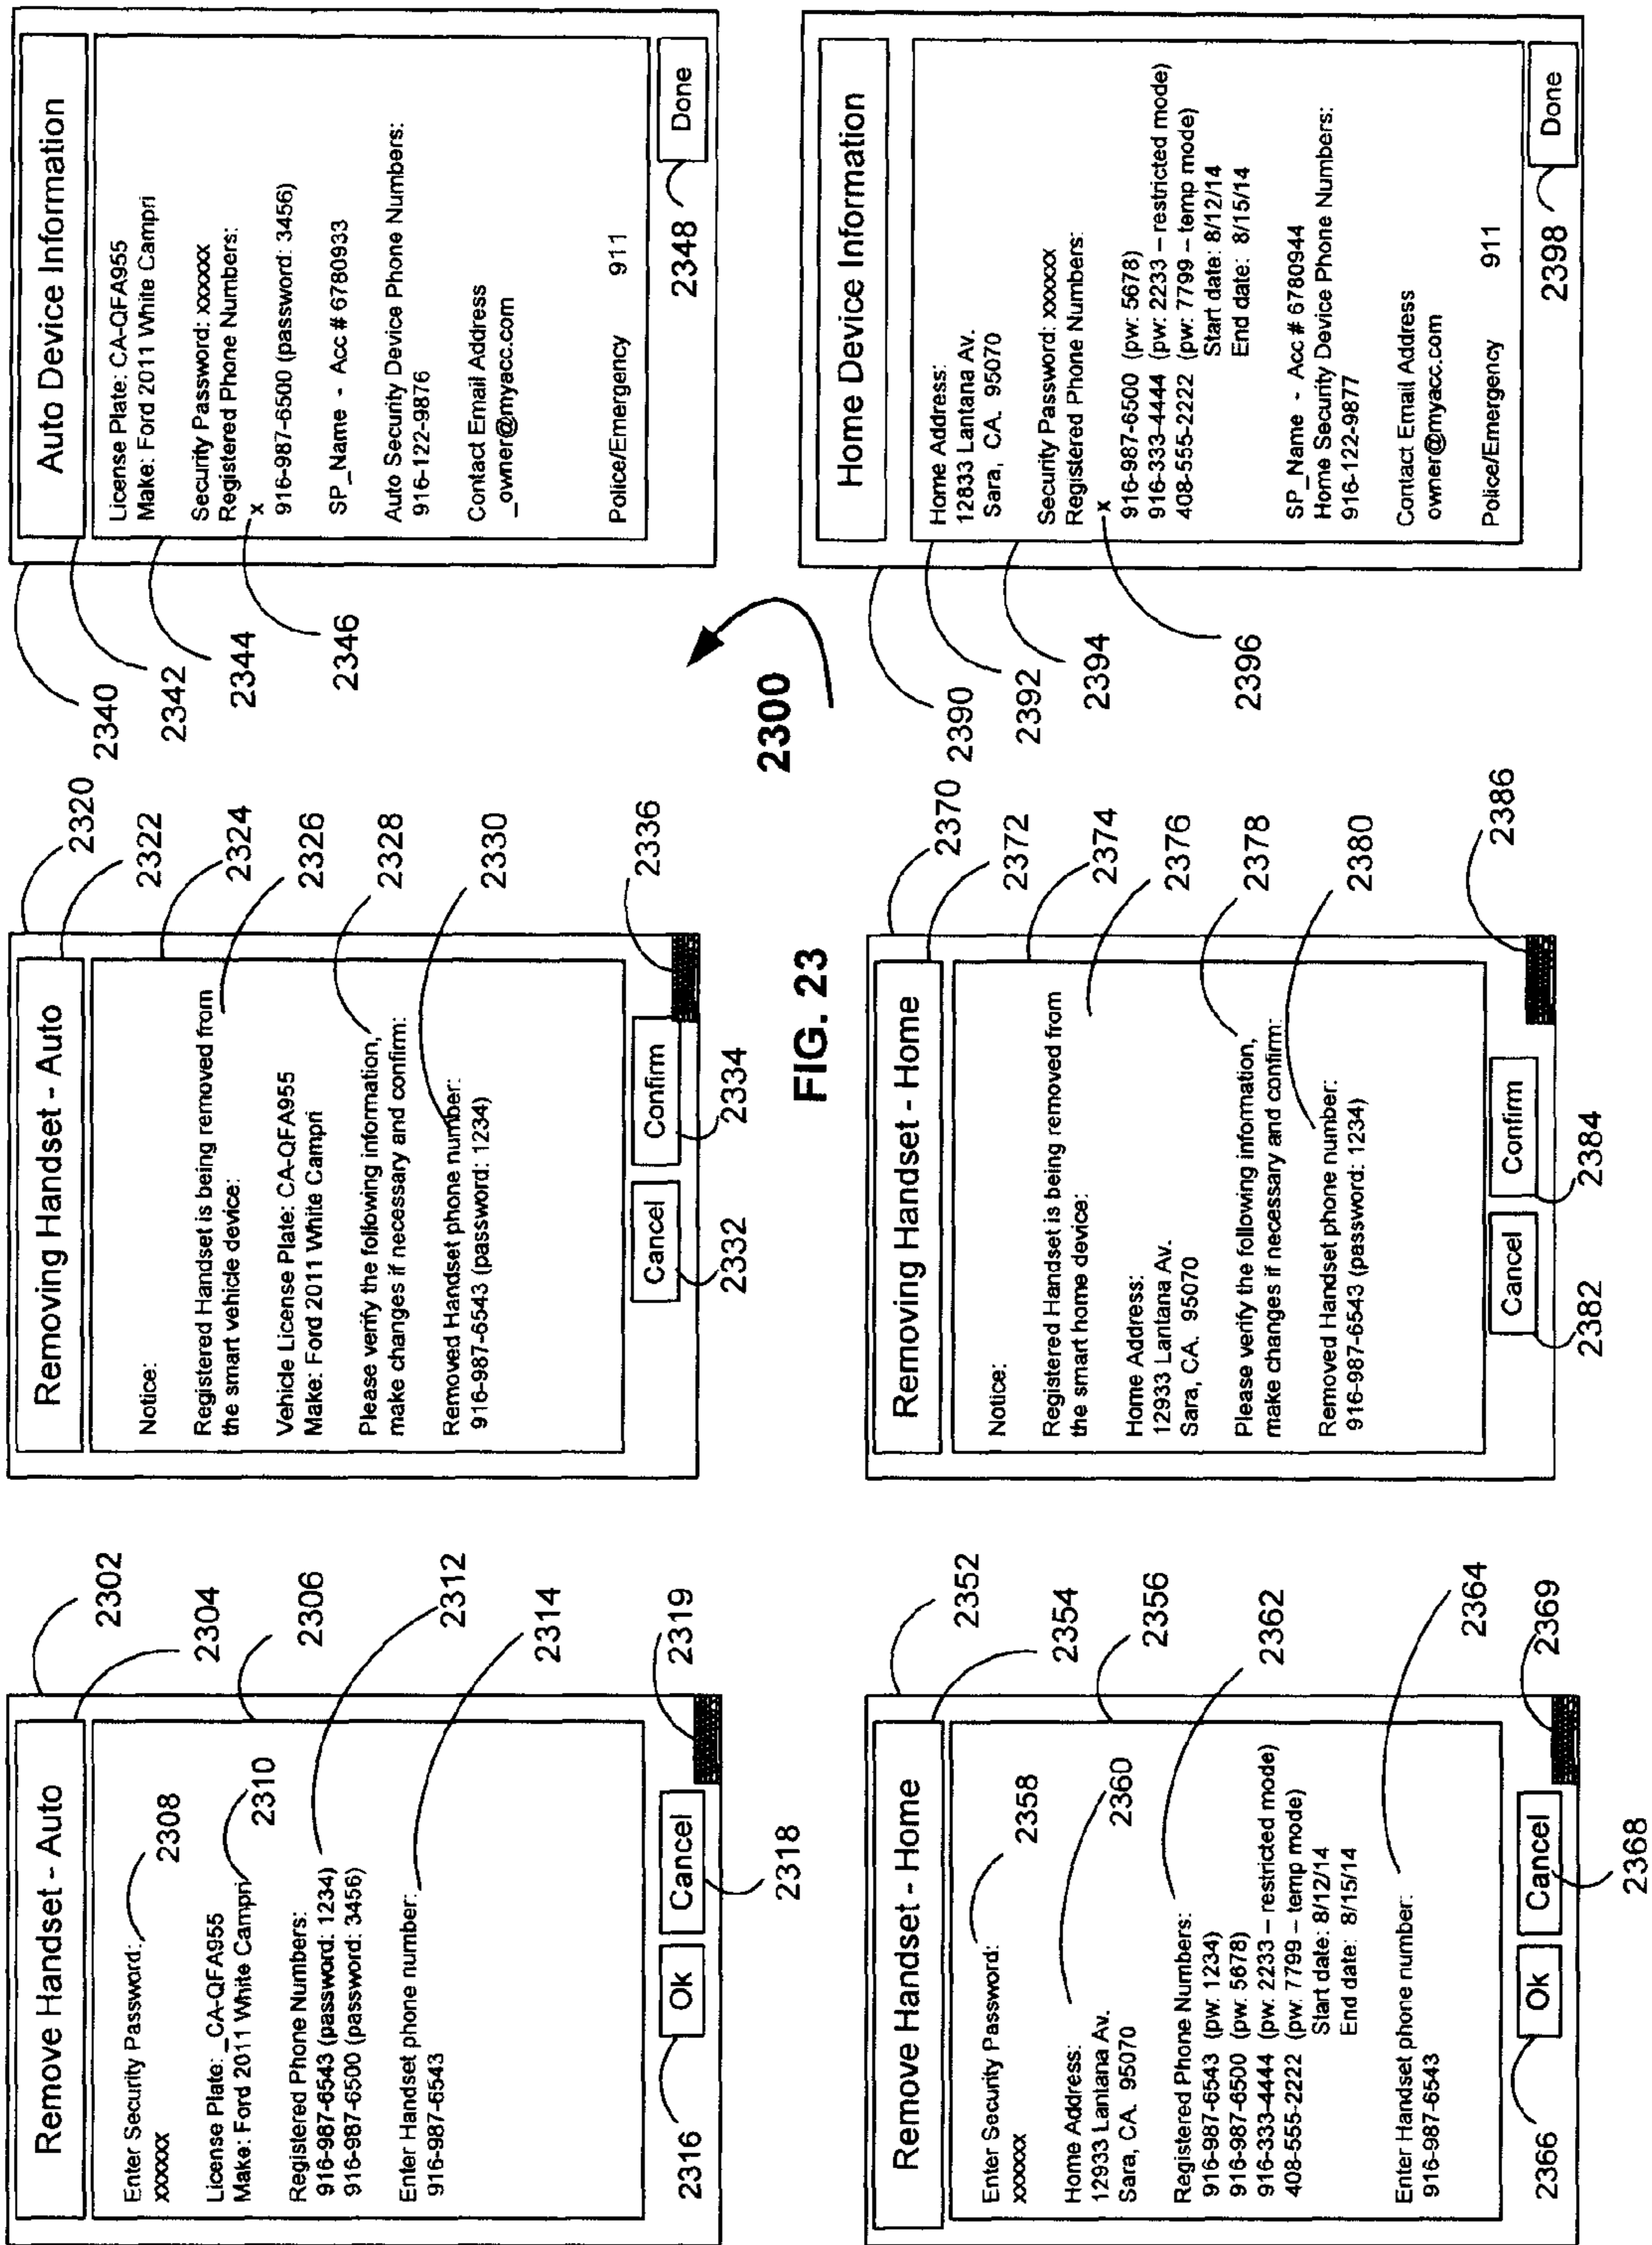 Remove Handset - Auto
Enter Security Password:
xxxxxx
License Plate: _CA-QFA955
Make: Ford 2011 White Campri
Registered Phone Numbers:
916-987-6543 (password: 1234)
916-987-6500 (password: 3456)
Enter Handset phone number:
916-987-6543
Ok
Cancel
2302
2304
2306
2308
2310
2312
2314
2316
2318
2319
Removing Handset - Auto
Notice:
Registered Handset is being removed from
the smart vehicle device:
Vehicle License Plate: CA-QFA955
Make: Ford 2011 White Campri
Please verify the following information,
make changes if necessary and confirm:
Removed Handset phone number:
916-987-6543 (password: 1234)
Cancel
Confirm
2320
2322
2324
2326
2328
2330
2332
2334
2336
Auto Device Information
License Plate: CA-QFA955
Make: Ford 2011 White Campri
Security Password: xxxxxx
Registered Phone Numbers:
x
916-987-6500 (password: 3456)
SP_Name - Acc # 6780933
Auto Security Device Phone Numbers:
916-122-9876
Contact Email Address
_owner@myacc.com
Police/Emergency 911
Done
2340
2342
2344
2346
2348
FIG. 23
2300
Remove Handset - Home
Enter Security Password:
xxxxxx
Home Address:
12933 Lantana Av.
Sara, CA. 95070
Registered Phone Numbers:
916-987-6543 (pw: 1234)
916-987-6500 (pw: 5678)
916-333-4444 (pw: 2233 – restricted mode)
408-555-2222 (pw: 7799 – temp mode)
Start date: 8/12/14
End date: 8/15/14
Enter Handset phone number:
916-987-6543
Ok
Cancel
2352
2354
2356
2358
2360
2362
2364
2366
2368
2369
Removing Handset - Home
Notice:
Registered Handset is being removed from
the smart home device:
Home Address:
12933 Lantana Av.
Sara, CA. 95070
Please verify the following information,
make changes if necessary and confirm:
Removed Handset phone number:
916-987-6543 (password: 1234)
Cancel
Confirm
2370
2372
2374
2376
2378
2380
2382
2384
2386
Home Device Information
Home Address:
12833 Lantana Av.
Sara, CA. 95070
Security Password: xxxxxx
Registered Phone Numbers:
x
916-987-6500 (pw: 5678)
916-333-4444 (pw: 2233 – restricted mode)
408-555-2222 (pw: 7799 – temp mode)
Start date: 8/12/14
End date: 8/15/14
SP_Name - Acc # 6780944
Home Security Device Phone Numbers:
916-122-9877
Contact Email Address
owner@myacc.com
Police/Emergency 911
Done
2390
2392
2394
2396
2398